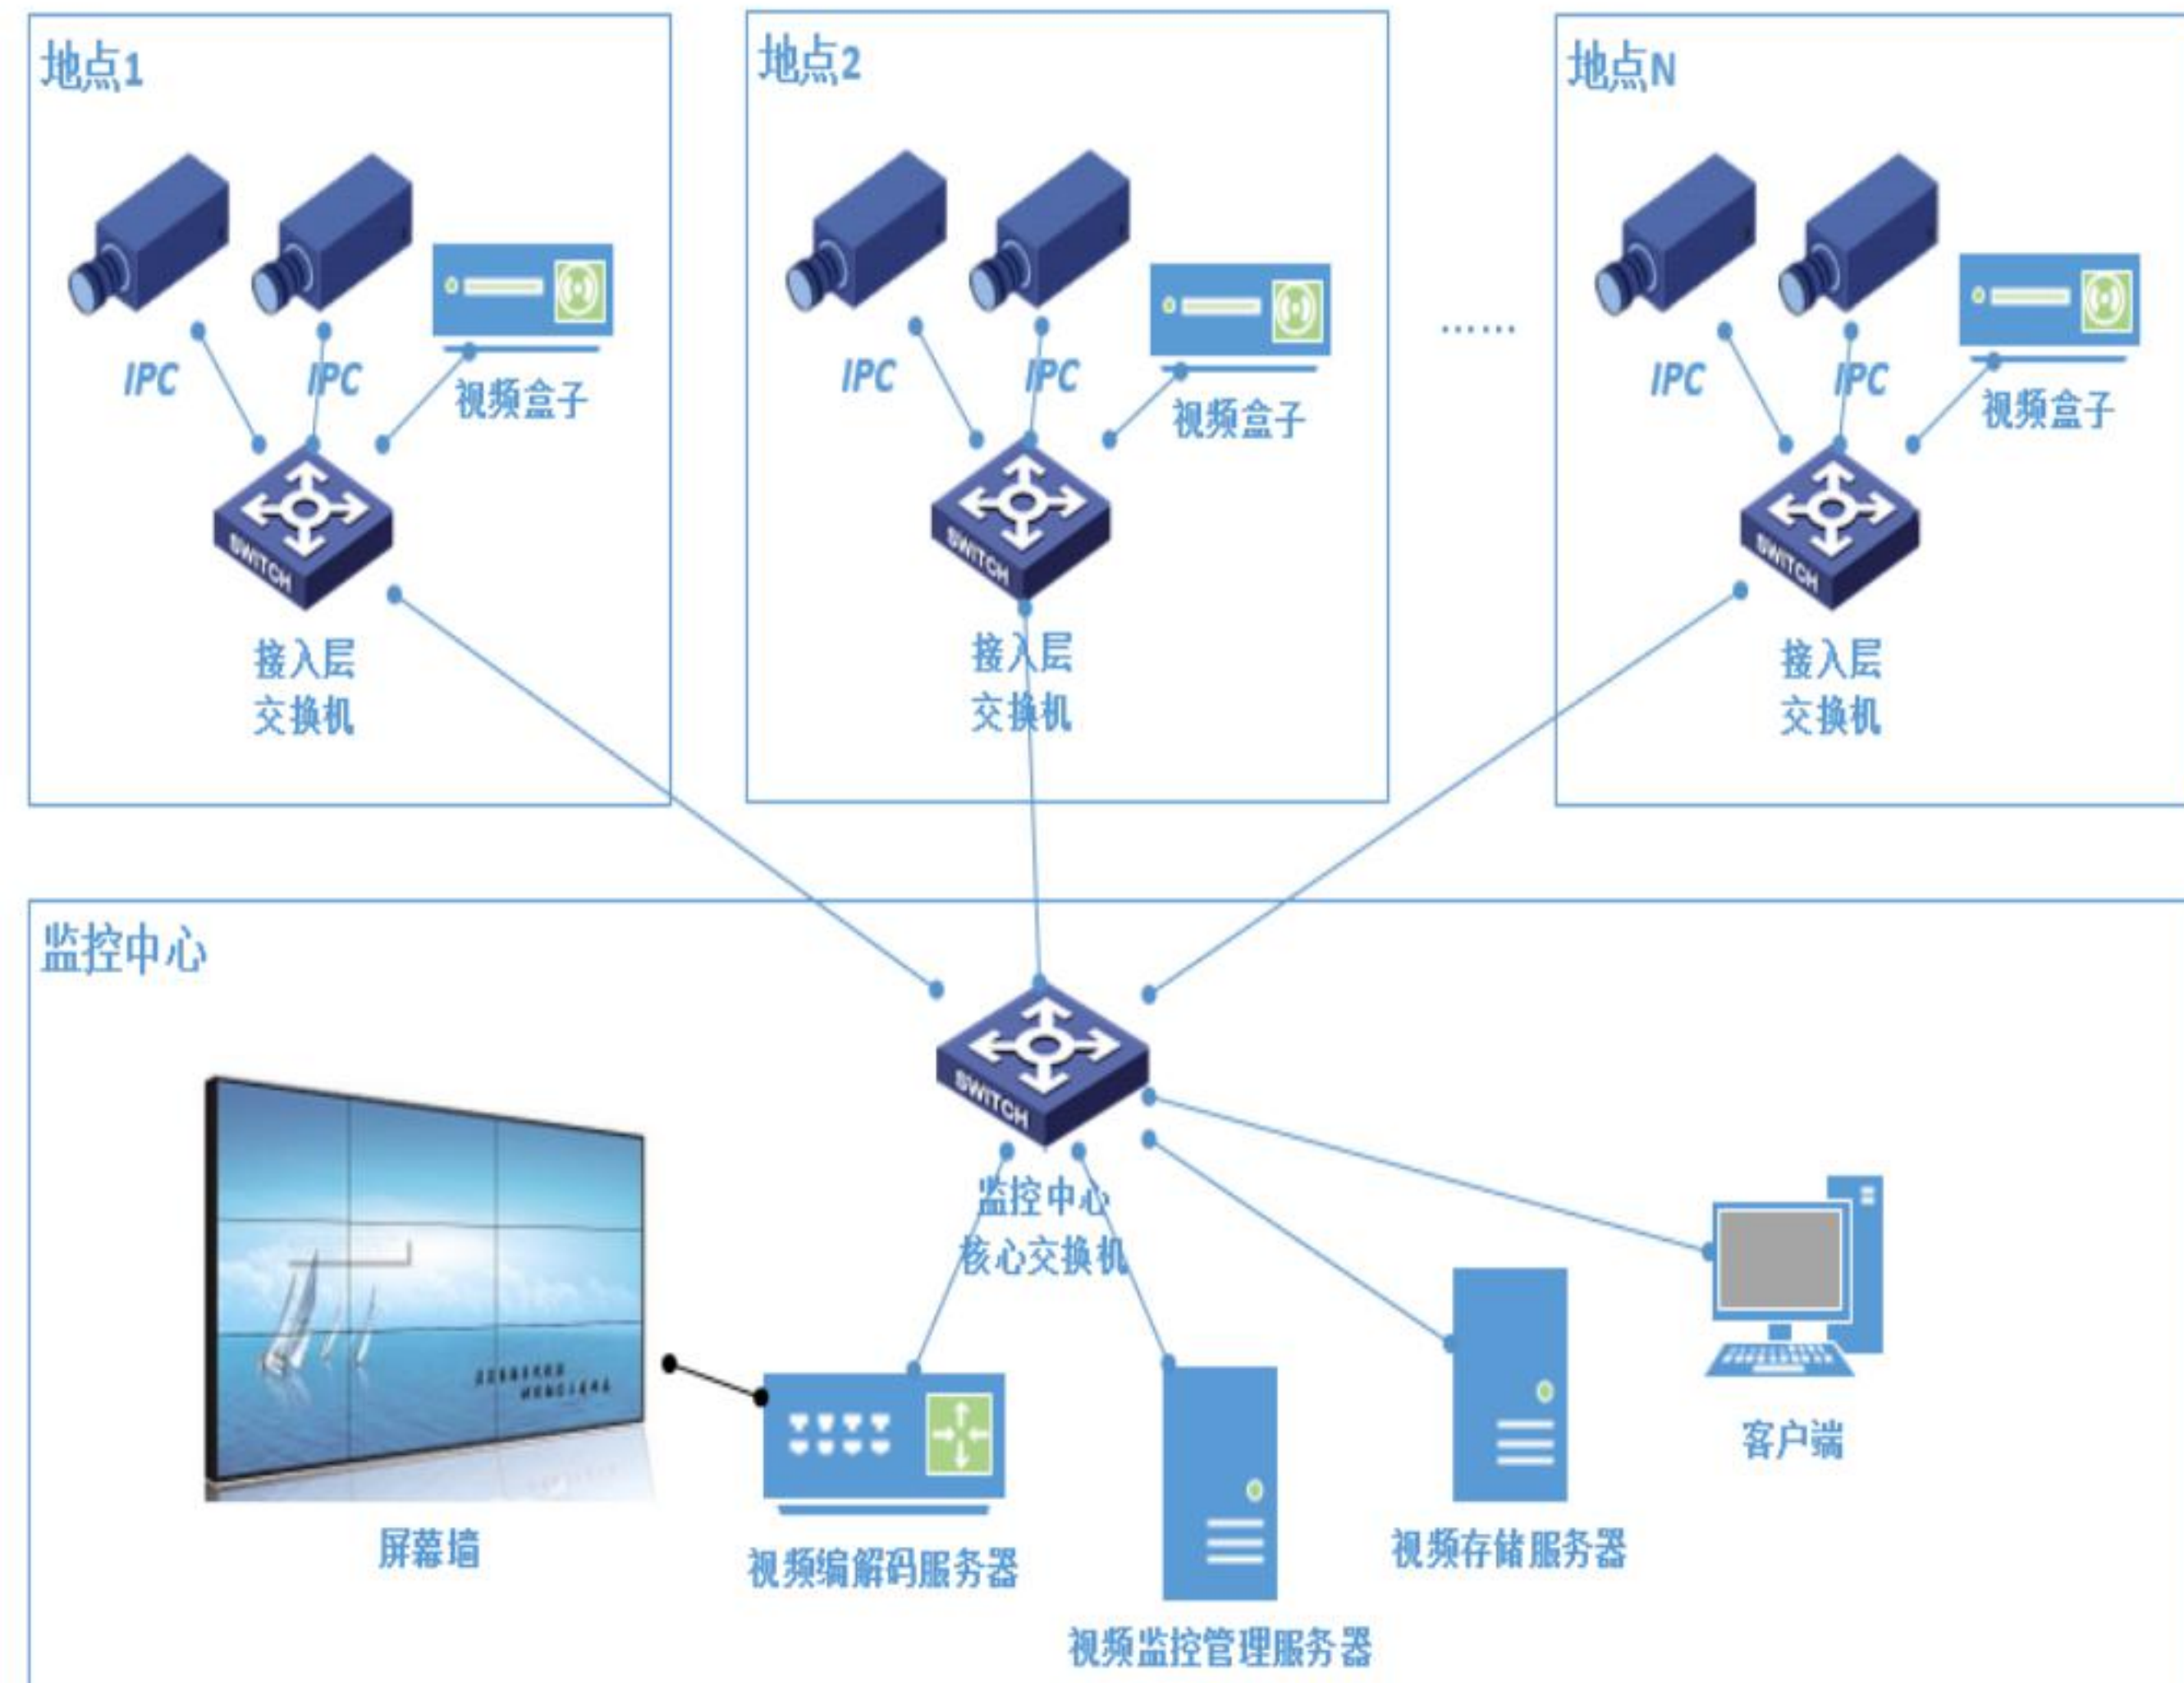 地点1
地点2
地点N
IPC
IPC
视频盒子
IPC
IPC
视频盒子
......
IPC
IPC
视频盒子
SWITCH
SWITCH
SWITCH
接入层
交换机
接入层
交换机
接入层
交换机
监控中心
SWITCH
监控中心
核心交换机
客户端
屏幕墙
视频编解码服务器
视频存储服务器
视频监控管理服务器